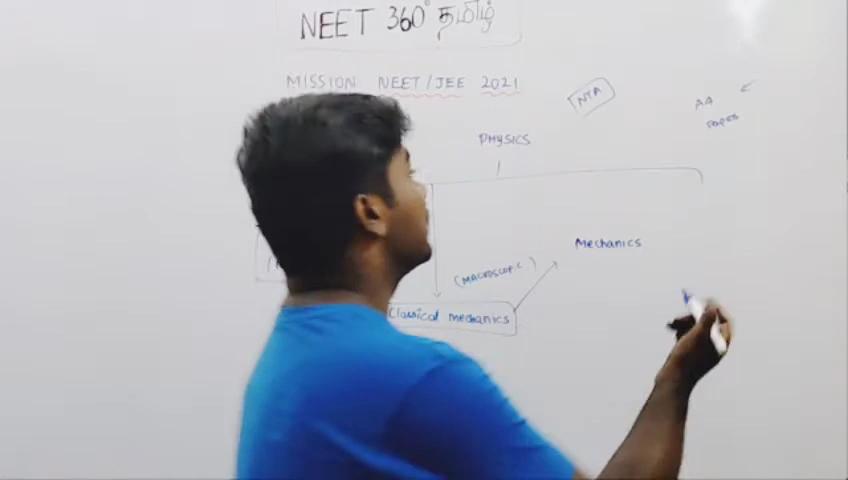 NEET 360° தமிழ்
MISSION NEET/JEE 2021
NTA
PHYSICS
Mechanics
(MACROSCOPIC)
Classical mechanics